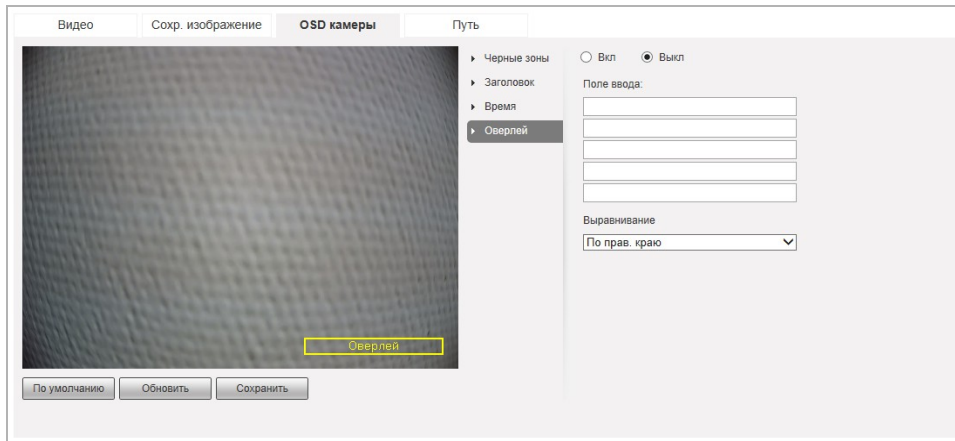 Видео Сохр. изображение OSD камеры Путь
Черные зоны
Заголовок
Время
Оверлей
Вкл Выкл
Поле ввода:
Выравнивание
По прав. краю
Оверлей
По умолчанию Обновить Сохранить